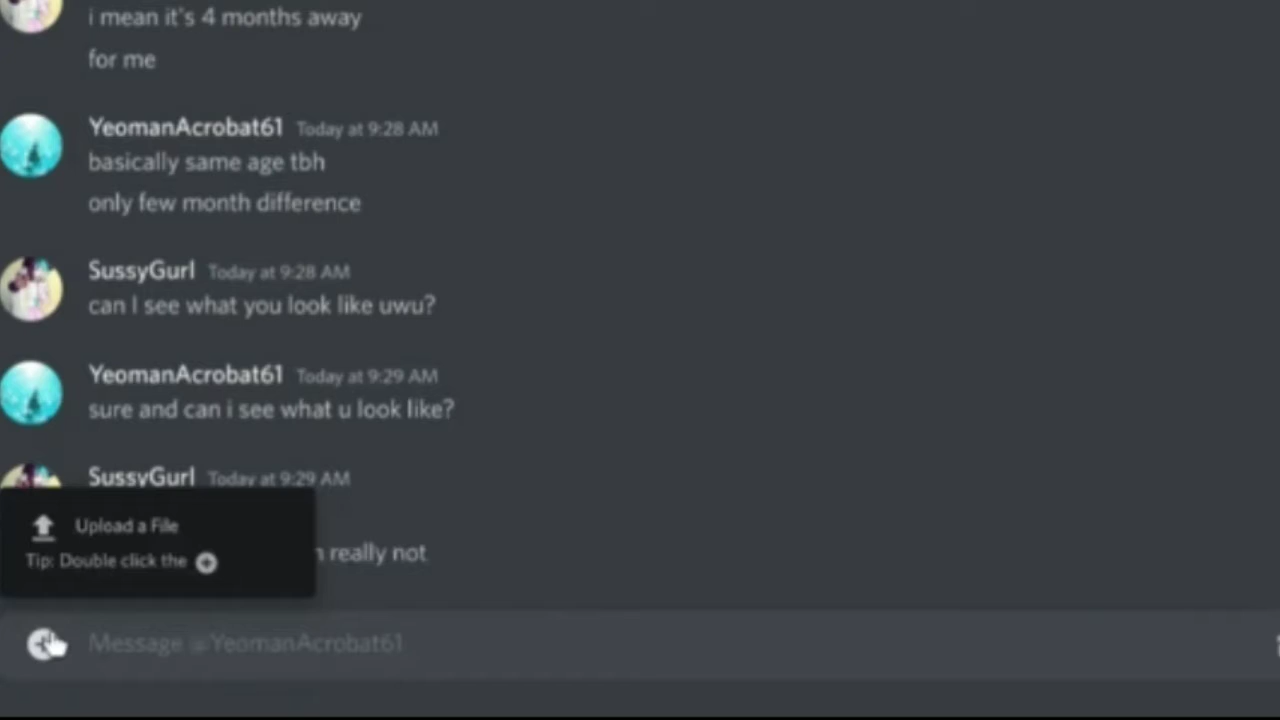 i mean it's 4 months away
for me
YeomanAcrobat61 Today at 9:28 AM
basically same age tbh
only few month difference
SussyGurl Today at 9:28 AM
can I see what you look like uwu?
YeomanAcrobat61 Today at 9:29 AM
sure and can i see what u look like?
SussyGurl Today at 9:29 AM
Upload a File
really not
Tip: Double click the
Message @YeomanAcrobat61